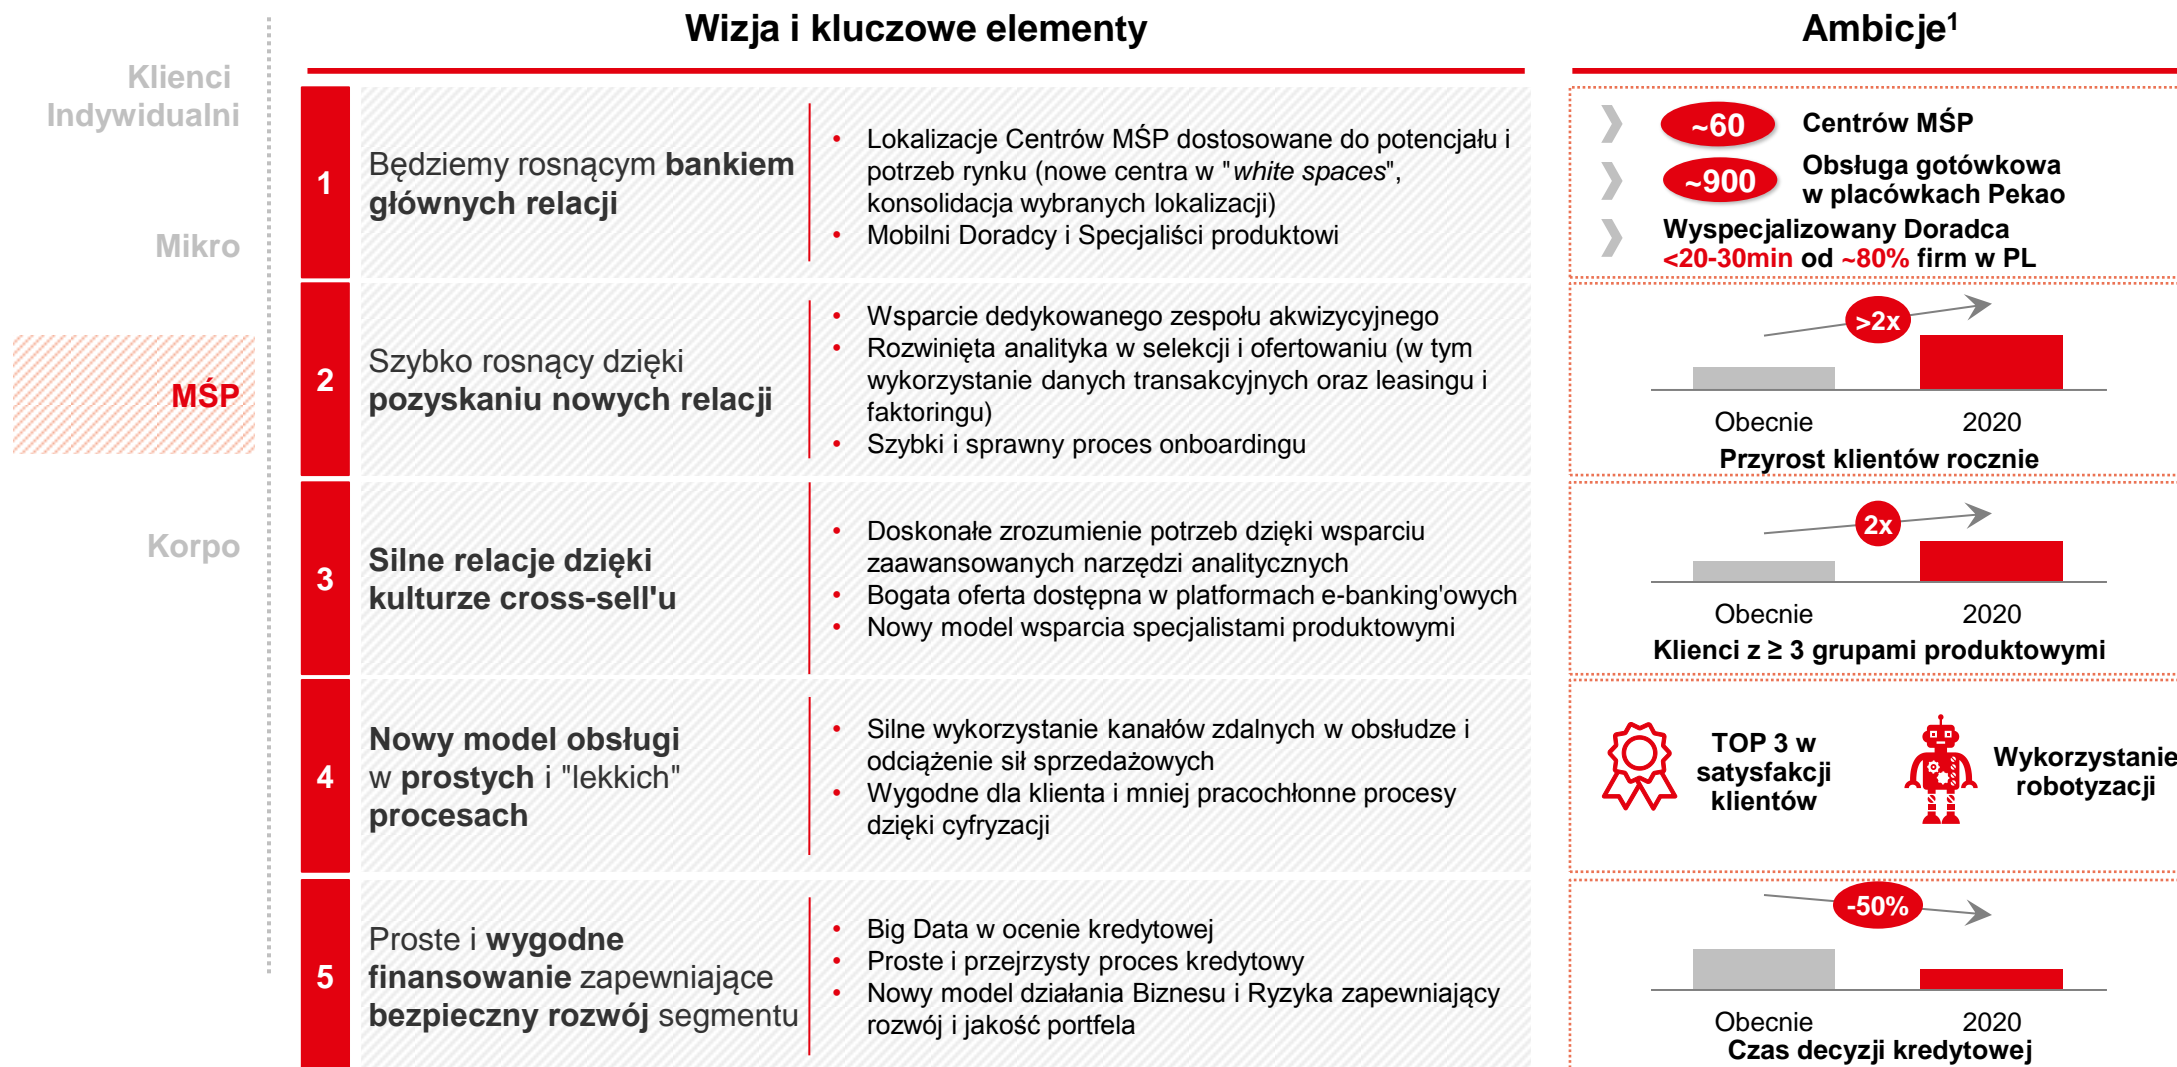 Wizja i kluczowe elementy
Ambicje¹
Klienci
Indywidualni
Mikro
MŚP
Korpo
1
Będziemy rosnącym bankiem
głównych relacji
• Lokalizacje Centrów MŚP dostosowane do potencjału i
potrzeb rynku (nowe centra w "white spaces",
konsolidacja wybranych lokalizacji)
• Mobilni Doradcy i Specjaliści produktowi
~60 Centrów MŚP
~900 Obsługa gotówkowa
w placówkach Pekao
Wyspecjalizowany Doradca
<20-30min od ~80% firm w PL
2
Szybko rosnący dzięki
pozyskaniu nowych relacji
• Wsparcie dedykowanego zespołu akwizycyjnego
• Rozwinięta analityka w selekcji i ofertowaniu (w tym
wykorzystanie danych transakcyjnych oraz leasingu i
faktoringu)
• Szybki i sprawny proces onboardingu
>2x
Obecnie 2020
Przyrost klientów rocznie
3
Silne relacje dzięki
kulturze cross-sell'u
• Doskonałe zrozumienie potrzeb dzięki wsparciu
zaawansowanych narzędzi analitycznych
• Bogata oferta dostępna w platformach e-banking'owych
• Nowy model wsparcia specjalistami produktowymi
2x
Obecnie 2020
Klienci z ≥ 3 grupami produktowymi
4
Nowy model obsługi
w prostych i "lekkich"
procesach
• Silne wykorzystanie kanałów zdalnych w obsłudze i
odciążenie sił sprzedażowych
• Wygodne dla klienta i mniej pracochłonne procesy
dzięki cyfryzacji
TOP 3 w
satysfakcji
klientów
Wykorzystanie
robotyzacji
5
Proste i wygodne
finansowanie zapewniające
bezpieczny rozwój segmentu
• Big Data w ocenie kredytowej
• Proste i przejrzysty proces kredytowy
• Nowy model działania Biznesu i Ryzyka zapewniający
rozwój i jakość portfela
-50%
Obecnie 2020
Czas decyzji kredytowej